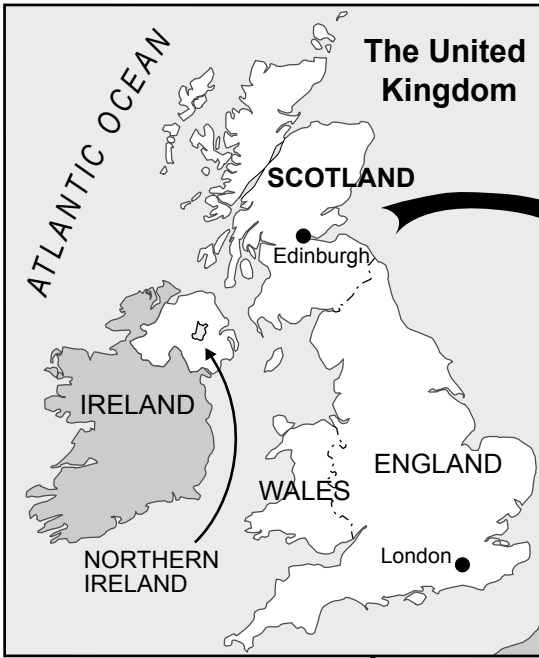 The United
Kingdom
ATLANTIC OCEAN
SCOTLAND
Edinburgh
IRELAND
ENGLAND
WALES
NORTHERN
IRELAND
London